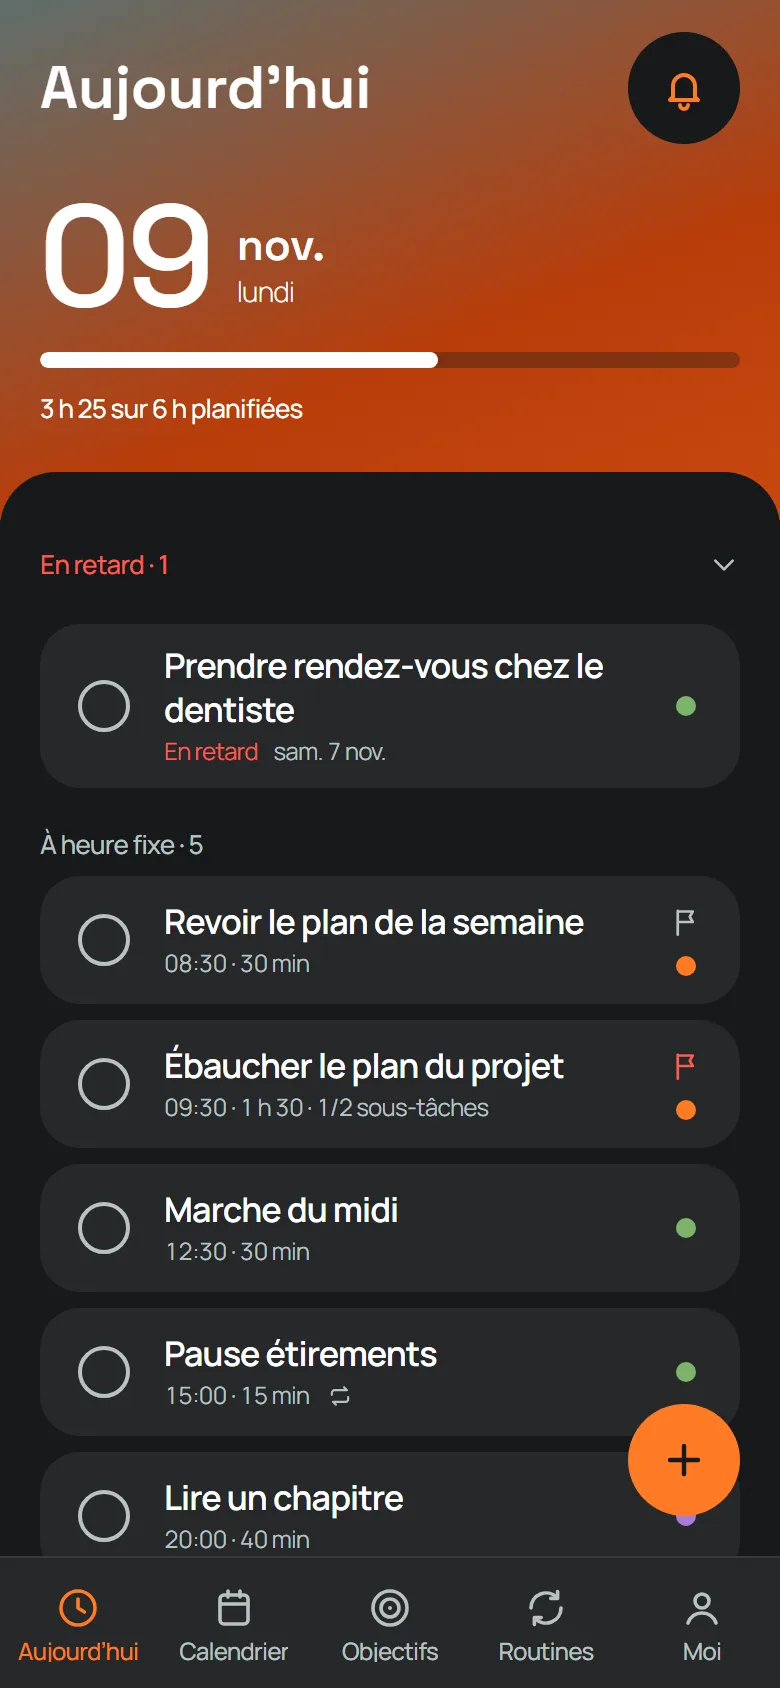 Aujourd’hui
09
nov.
lundi
3 h 25 sur 6 h planifiées
En retard · 1
Prendre rendez-vous chez le
dentiste
En retard sam. 7 nov.
À heure fixe · 5
Revoir le plan de la semaine
08:30 · 30 min
Ébaucher le plan du projet
09:30 · 1 h 30 · 1/2 sous-tâches
Marche du midi
12:30 · 30 min
Pause étirements
15:00 · 15 min
Lire un chapitre
20:00 · 40 min
Aujourd’hui
Calendrier
Objectifs
Routines
Moi